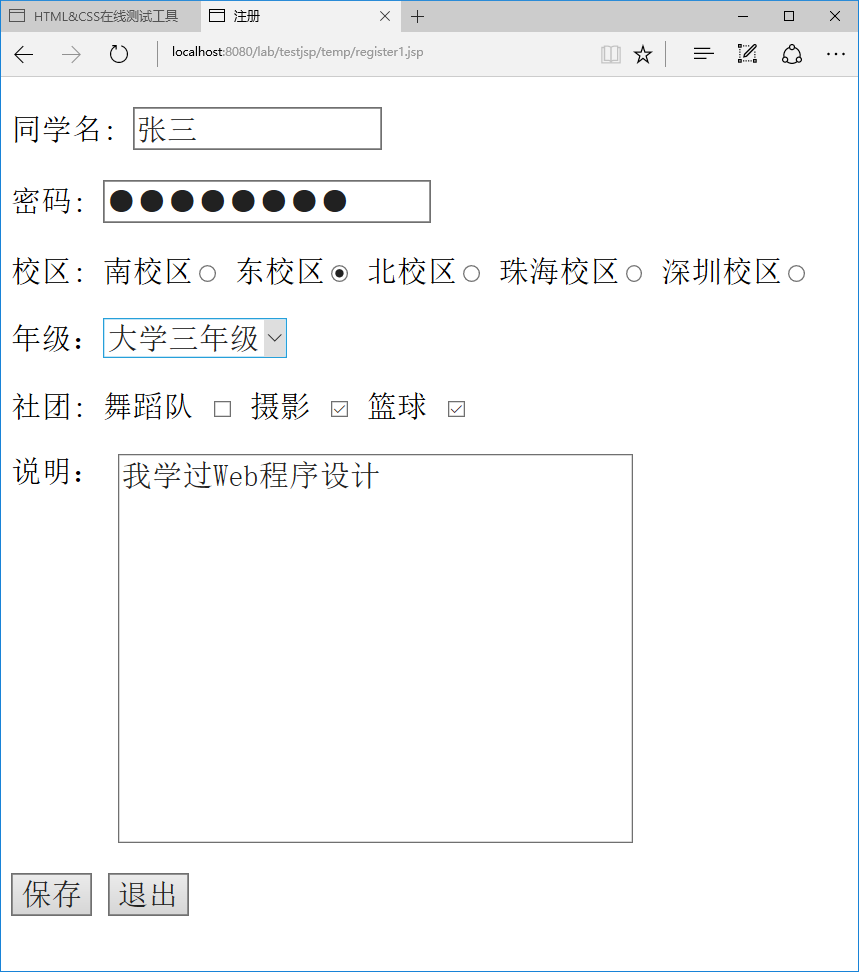 HTML&CSS在线测试工具 注册
localhost:8080/lab/testjsp/temp/register1.jsp
同学名: 张三
密码: ●●●●●●●●
校区: 南校区 东校区 北校区 珠海校区 深圳校区
年级: 大学三年级
社团: 舞蹈队 摄影 篮球
说明: 我学过Web程序设计
保存 退出